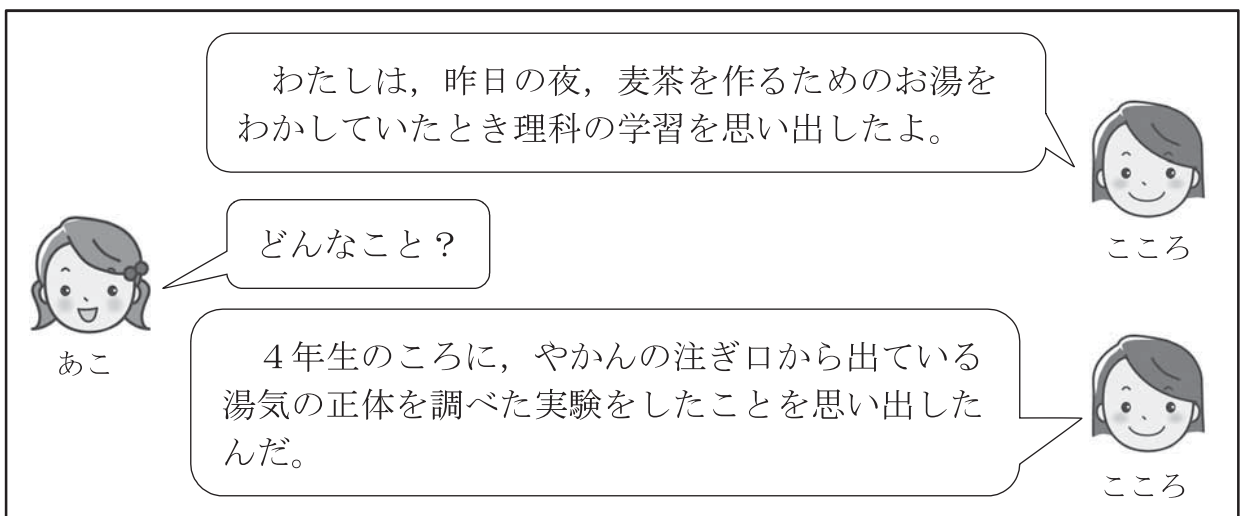 わたしは，昨日の夜，麦茶を作るためのお湯を
わかしていたとき理科の学習を思い出したよ。
こころ
どんなこと？
あこ
４年生のころに，やかんの注ぎ口から出ている
湯気の正体を調べた実験をしたことを思い出した
んだ。
こころ